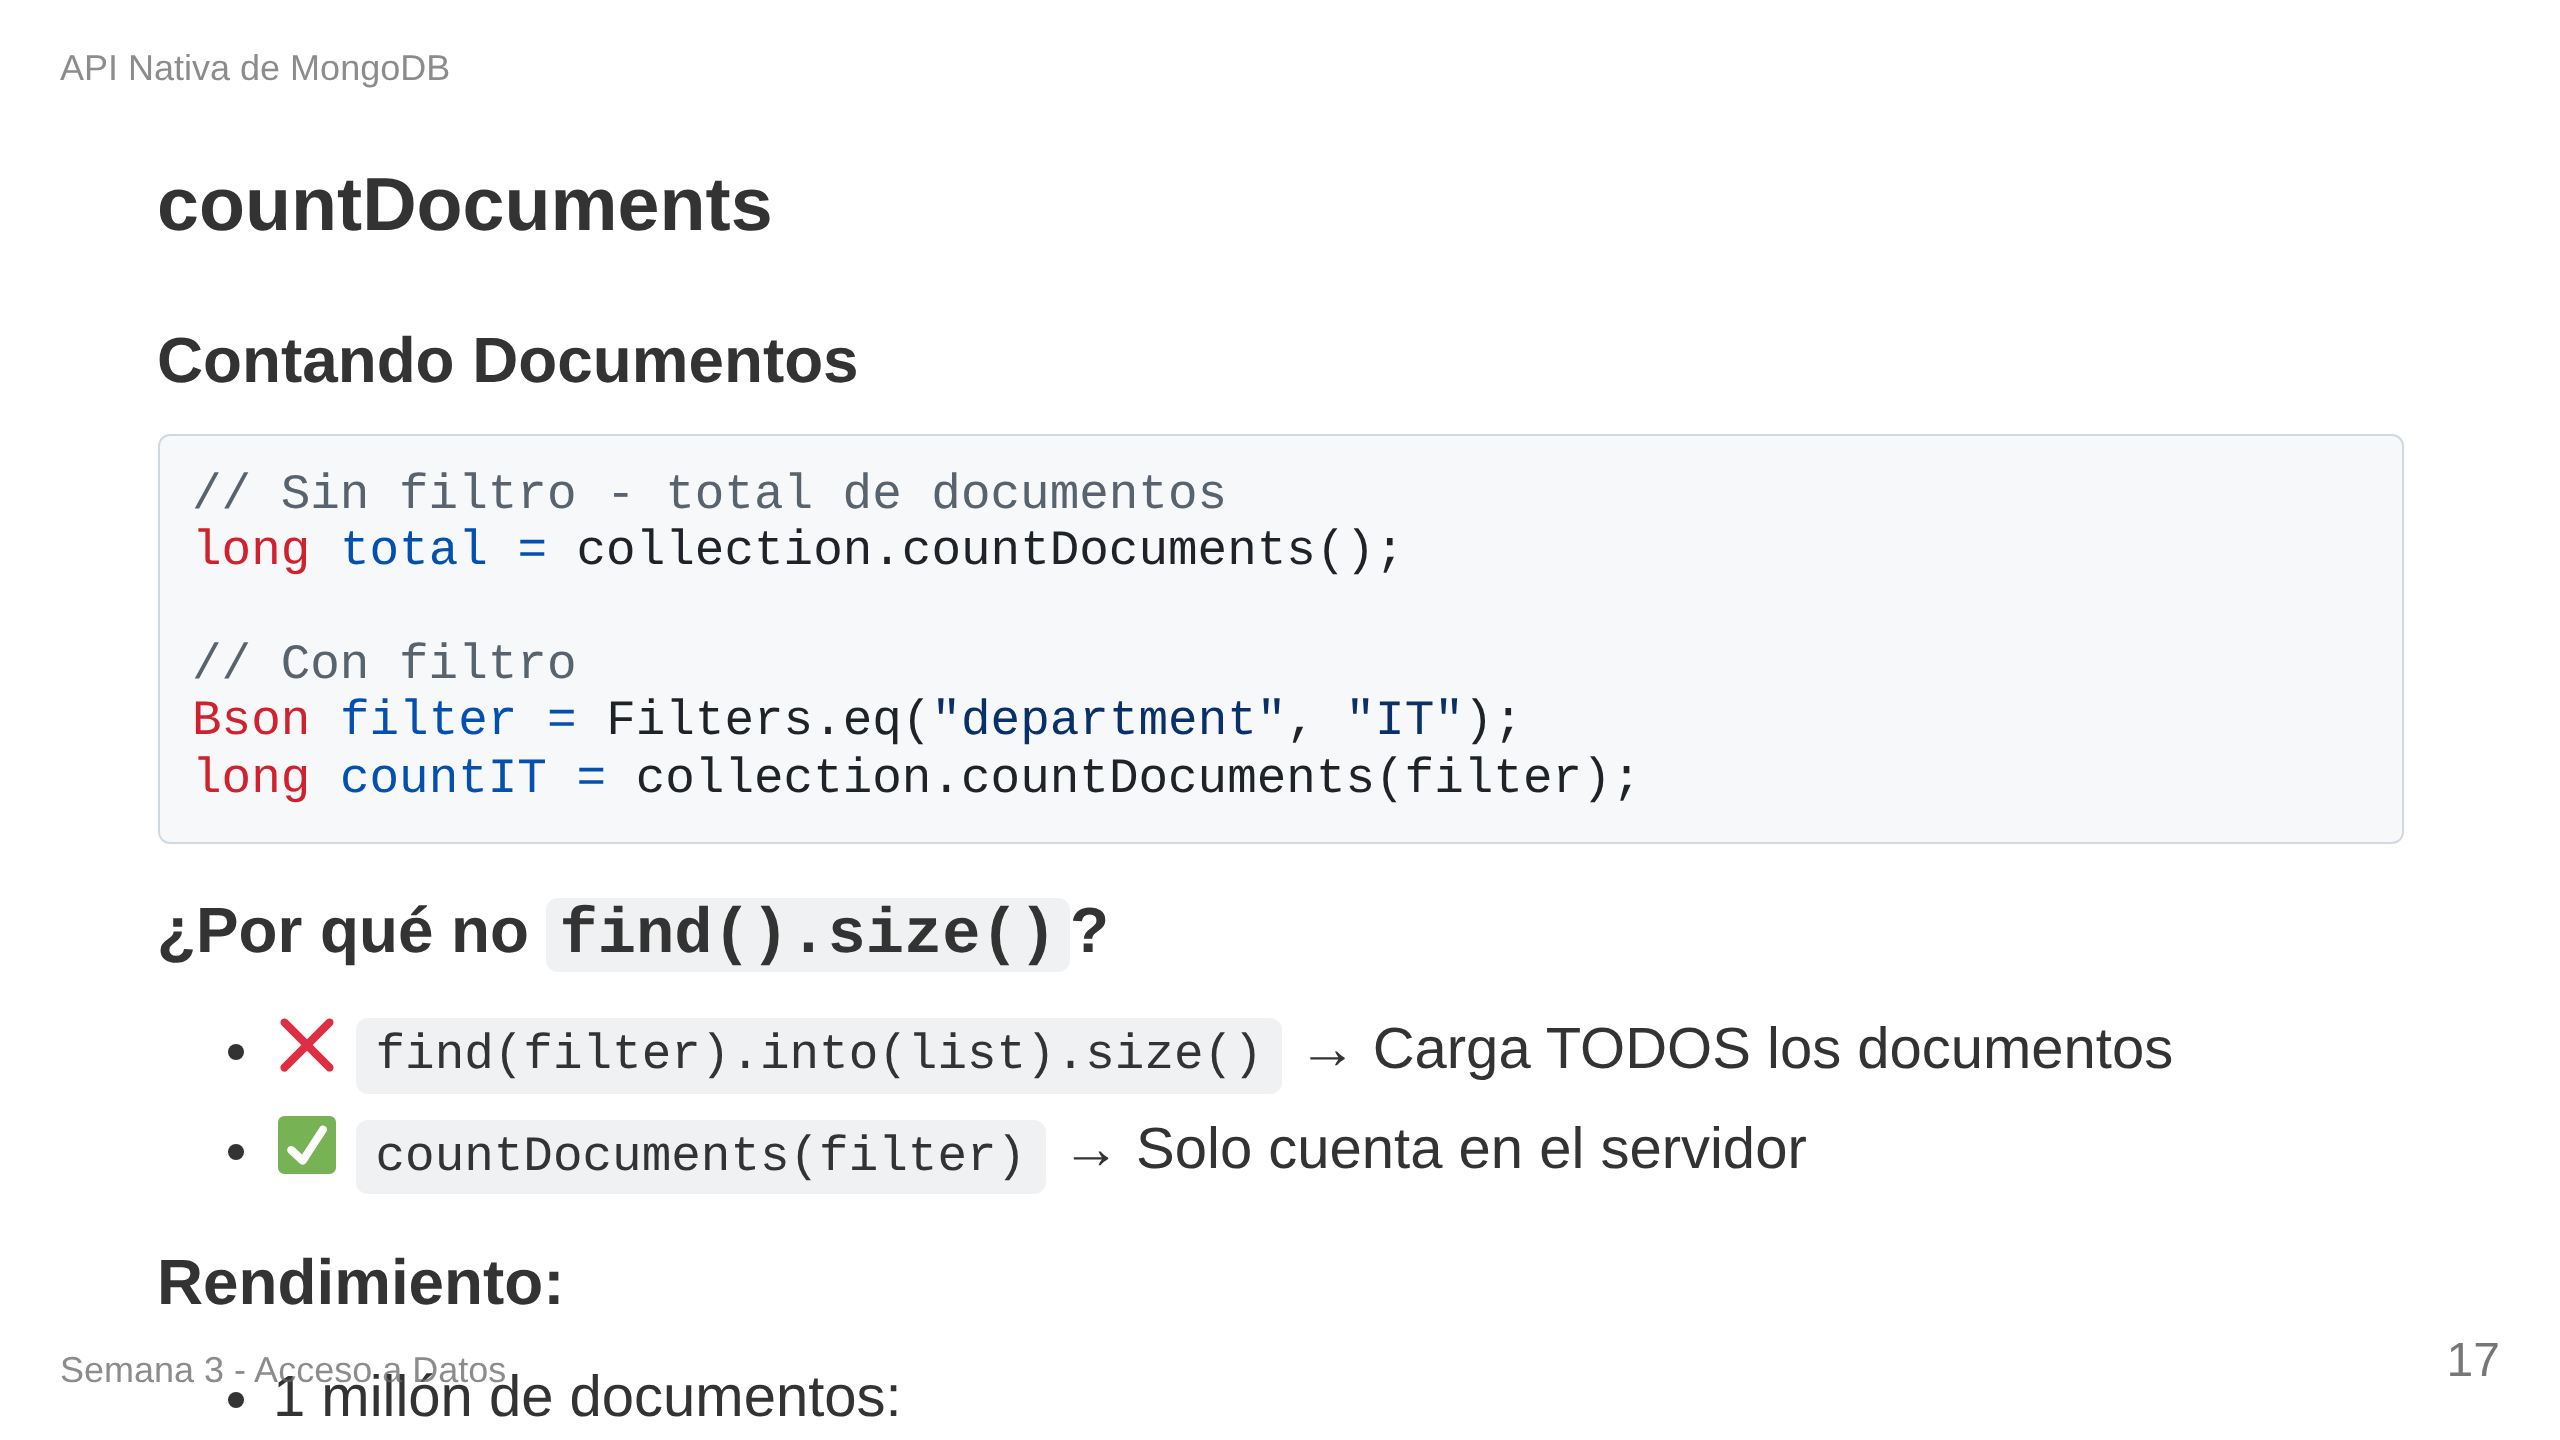 API Nativa de MongoDB
countDocuments
Contando Documentos
// Sin filtro - total de documentos
long total = collection.countDocuments();
// Con filtro
Bson filter = Filters.eq("department", "IT");
long countIT = collection.countDocuments(filter);
¿Por qué no find().size()?
• ❌ find(filter).into(list).size() → Carga TODOS los documentos
• ✅ countDocuments(filter) → Solo cuenta en el servidor
Rendimiento:
• 1 millón de documentos:
Semana 3 - Acceso a Datos
17